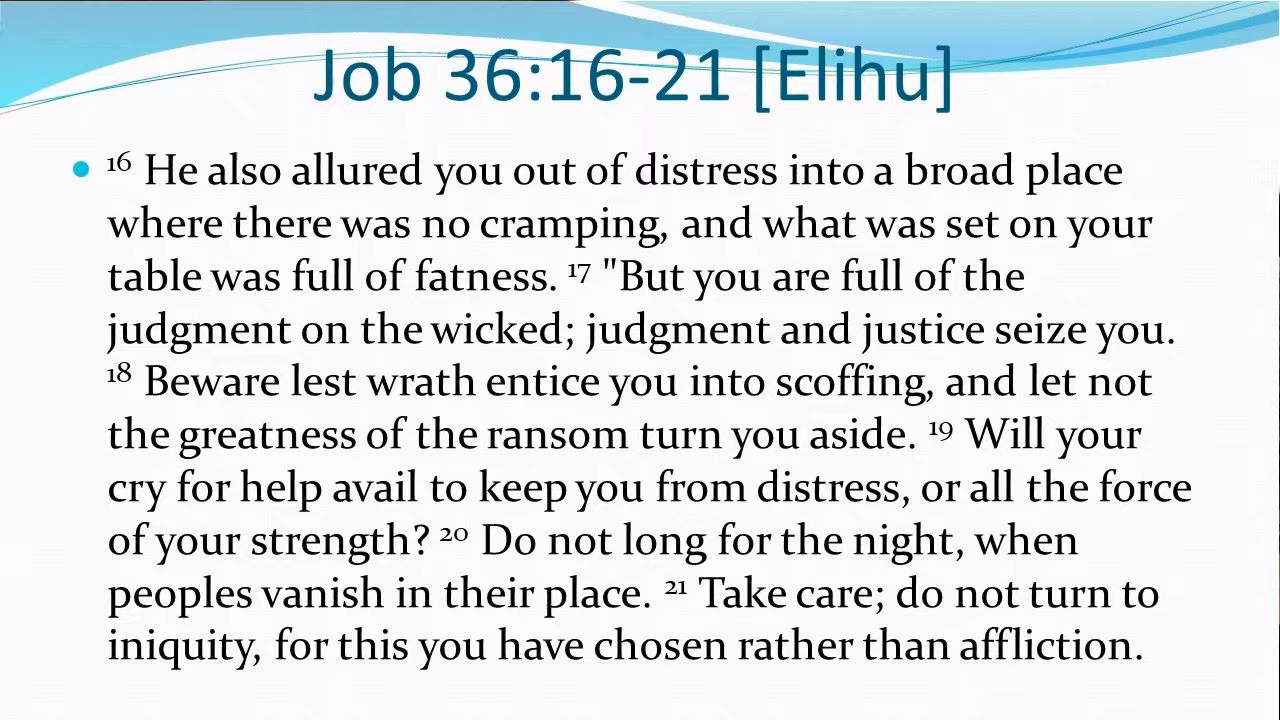 Job 36:16-21 [Elihu]
• 16 He also allured you out of distress into a broad place
where there was no cramping, and what was set on your
table was full of fatness. 17 "But you are full of the
judgment on the wicked; judgment and justice seize you.
18 Beware lest wrath entice you into scoffing, and let not
the greatness of the ransom turn you aside. 19 Will your
cry for help avail to keep you from distress, or all the force
of your strength? 20 Do not long for the night, when
peoples vanish in their place. 21 Take care; do not turn to
iniquity, for this you have chosen rather than affliction.